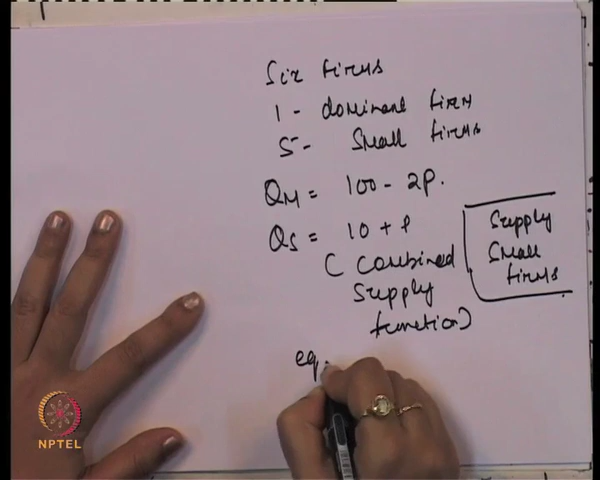 Six firms
1 - dominant firm
5 - Small firms
QM = 100 - 2P.
QS = 10 + P
( combined
supply
function)
Supply
Small
firms
eq.
NPTEL